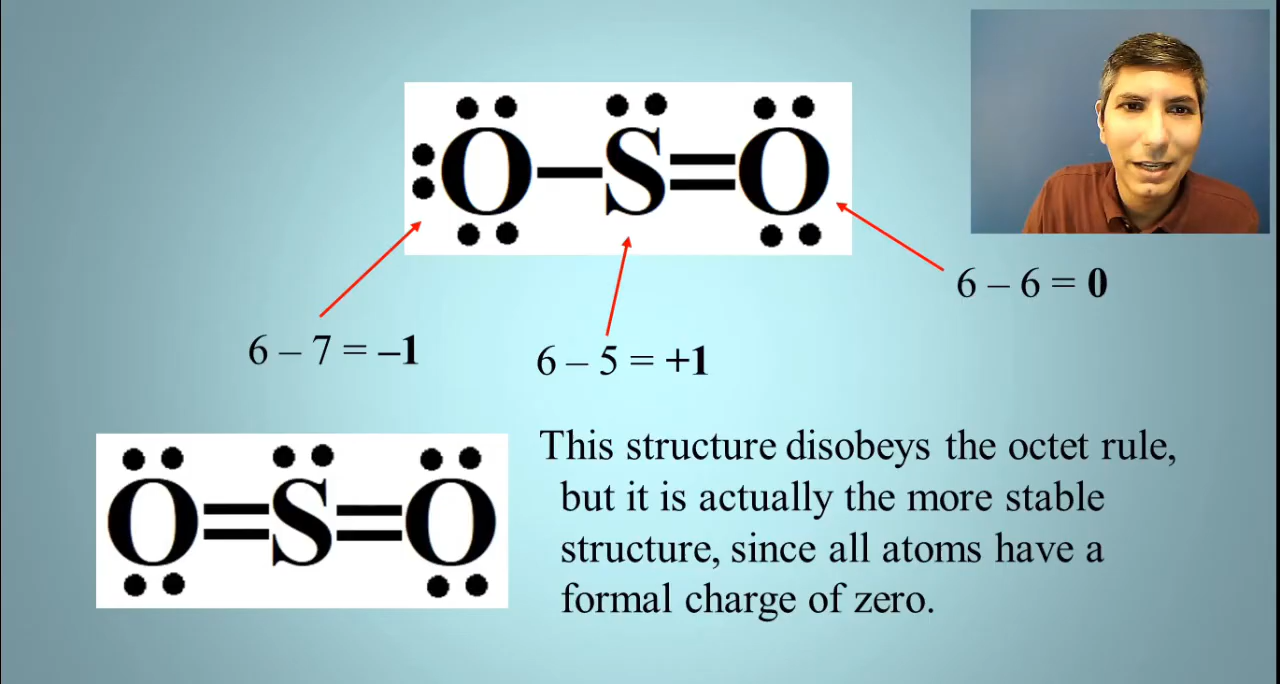 O–S=O
6 – 6 = 0
6 – 7 = –1
6 – 5 = +1
O=S=O
This structure disobeys the octet rule,
but it is actually the more stable
structure, since all atoms have a
formal charge of zero.